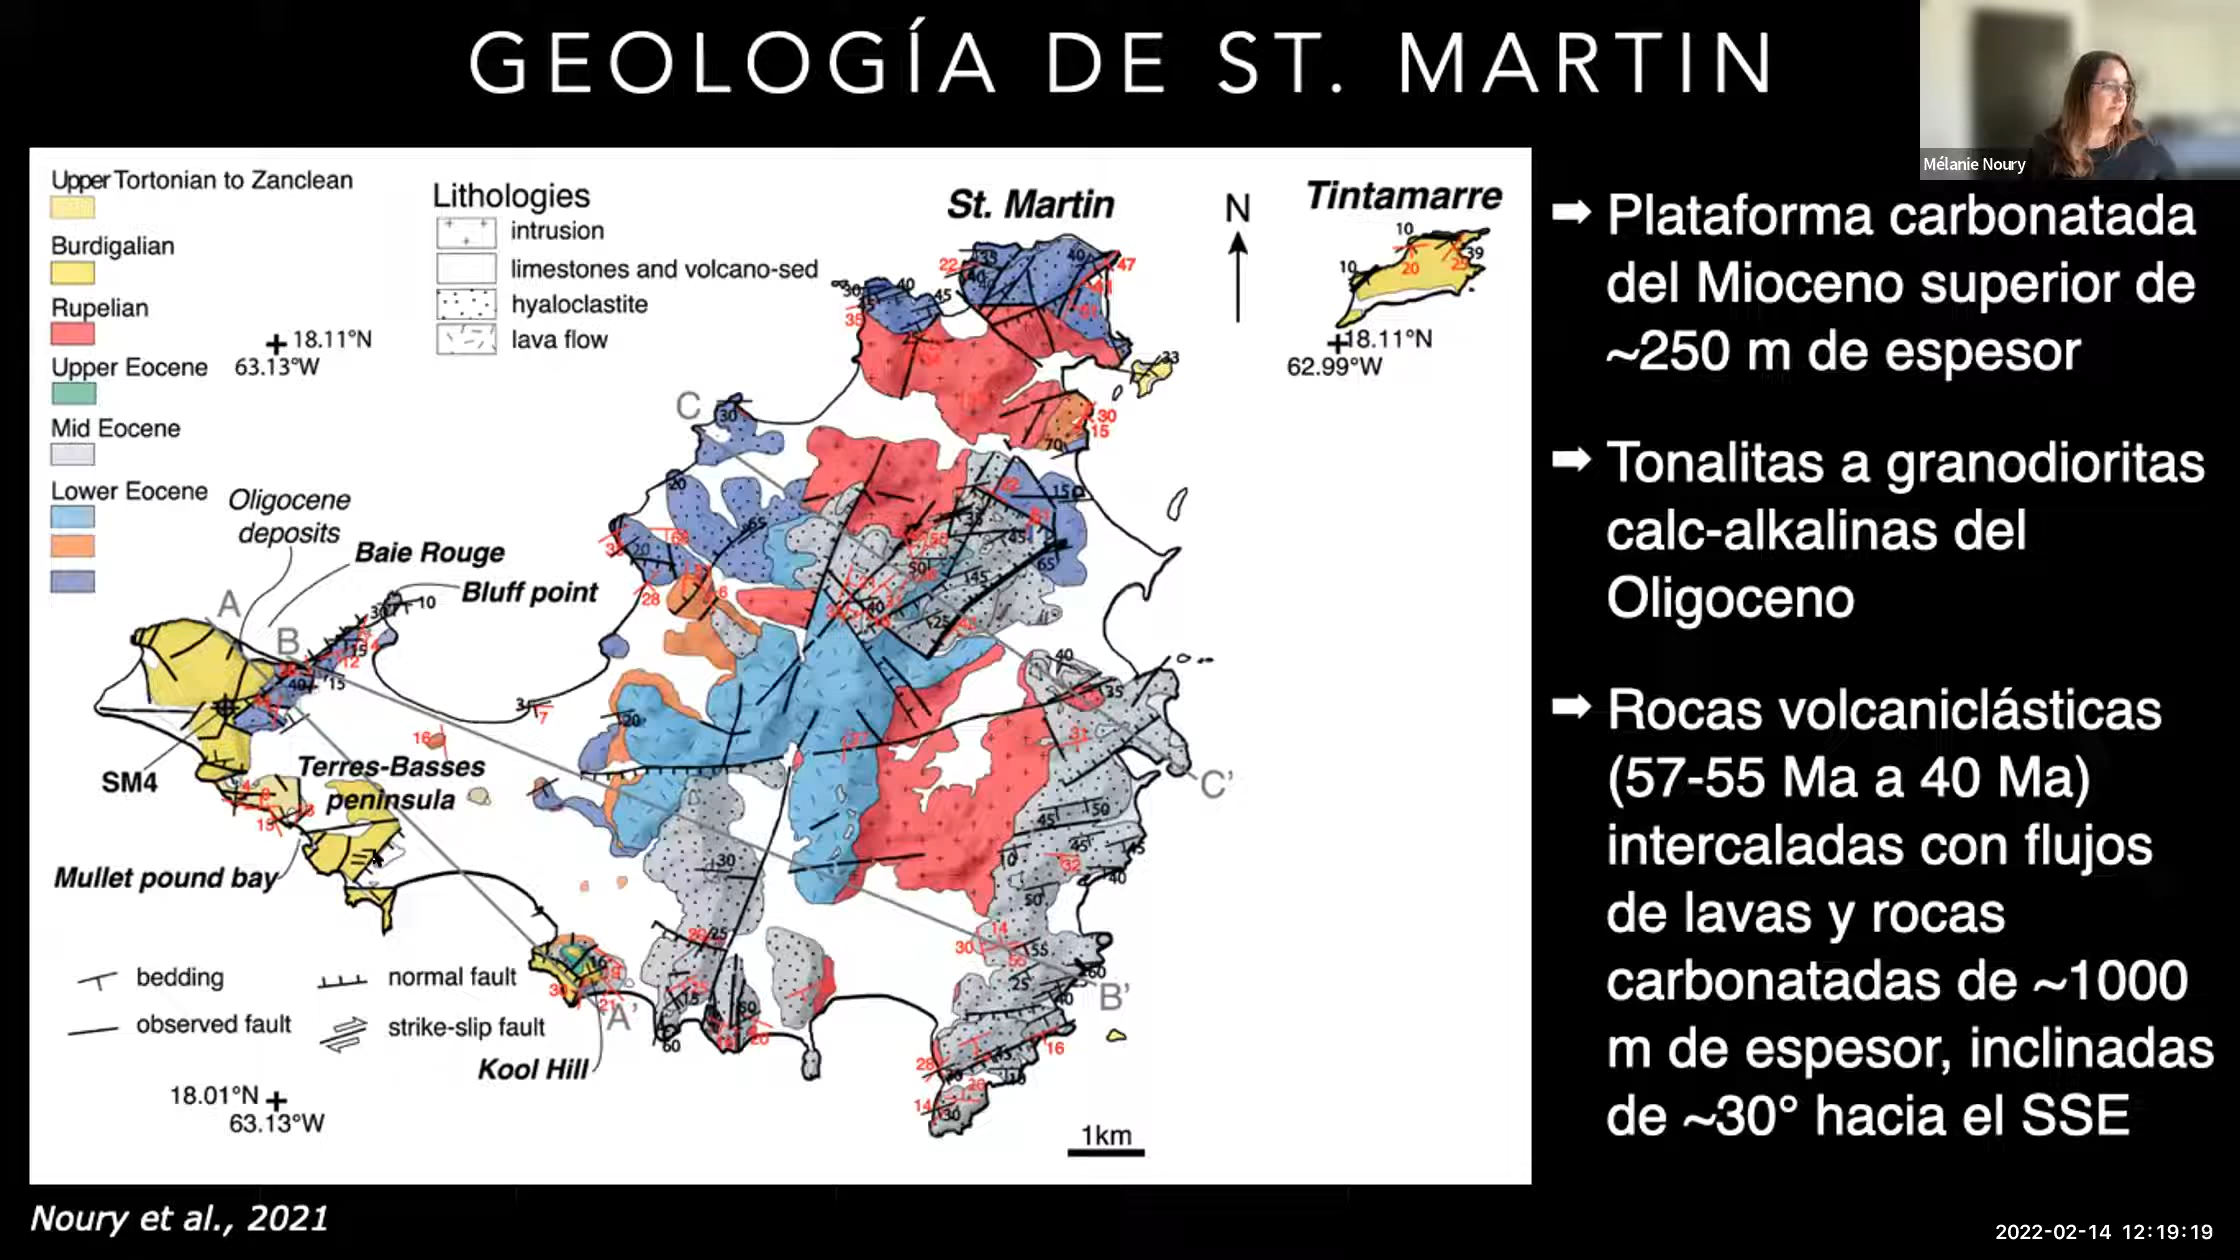 GEOLOGÍA DE ST. MARTIN
Mélanie Noury
Upper Tortonian to Zanclean
Burdigalian
Rupelian
Upper Eocene
Mid Eocene
Lower Eocene
18.11°N
63.13°W
Lithologies
intrusion
limestones and volcano-sed
hyaloclastite
lava flow
St. Martin
N
Tintamarre
18.11°N
62.99°W
Oligocene
deposits
Baie Rouge
Bluff point
A
B
C
SM4
Terres-Basses
peninsula
Mullet pound bay
C'
B'
A'
Kool Hill
bedding
normal fault
observed fault
strike-slip fault
18.01°N
63.13°W
1km
➡ Plataforma carbonatada
del Mioceno superior de
~250 m de espesor
➡ Tonalitas a granodioritas
calc-alkalinas del
Oligoceno
➡ Rocas volcaniclásticas
(57-55 Ma a 40 Ma)
intercaladas con flujos
de lavas y rocas
carbonatadas de ~1000
m de espesor, inclinadas
de ~30° hacia el SSE
Noury et al., 2021
2022-02-14 12:19:19